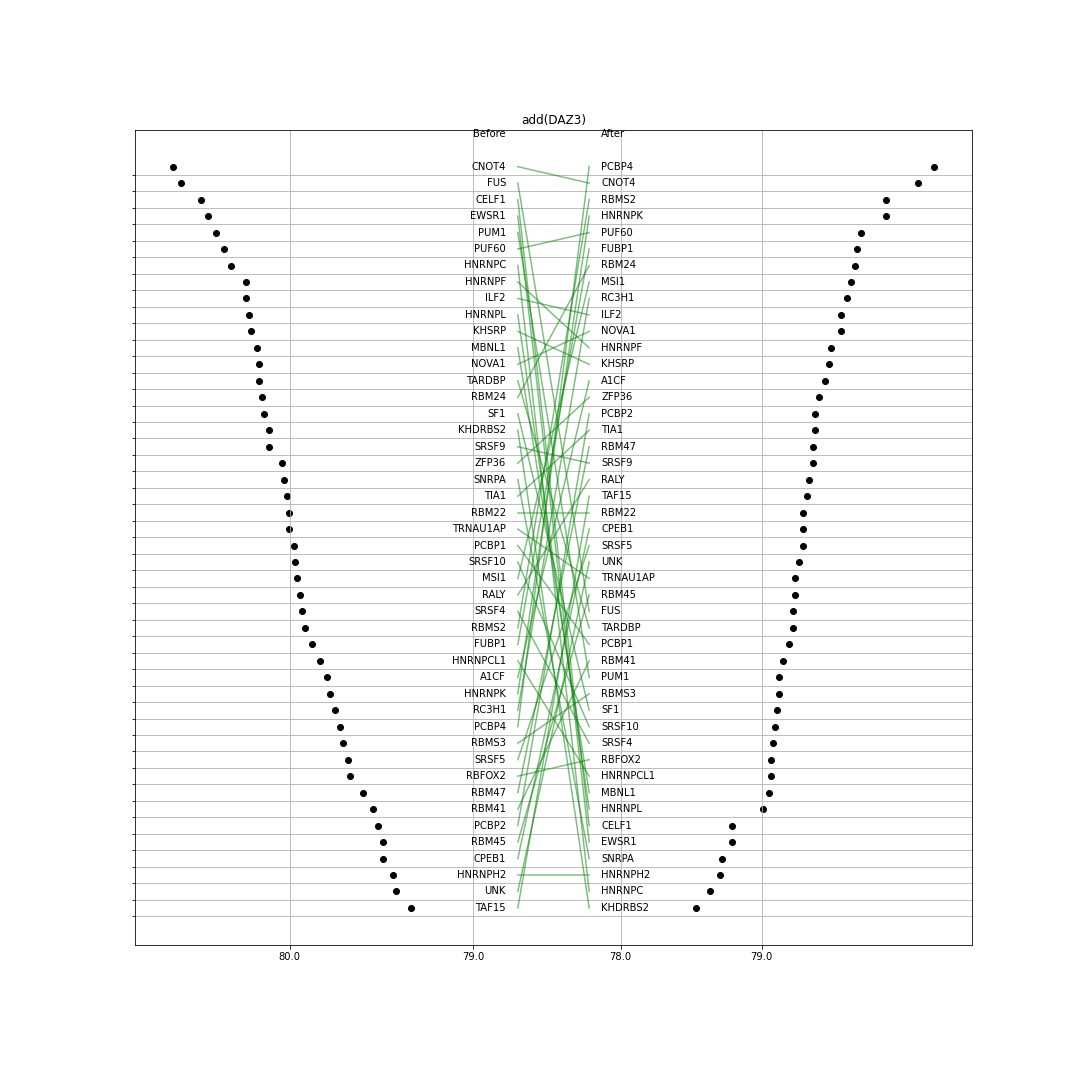 add(DAZ3)
Before After
CNOT4 PCBP4
FUS CNOT4
CELF1 RBMS2
EWSR1 HNRNPK
PUM1 PUF60
PUF60 FUBP1
HNRNPC RBM24
HNRNPF MSI1
ILF2 RC3H1
HNRNPL ILF2
KHSRP NOVA1
MBNL1 HNRNPF
NOVA1 KHSRP
TARDBP A1CF
RBM24 ZFP36
SF1 PCBP2
KHDRBS2 TIA1
SRSF9 RBM47
ZFP36 SRSF9
SNRPA RALY
TIA1 TAF15
RBM22 RBM22
TRNAU1AP CPEB1
PCBP1 SRSF5
SRSF10 UNK
MSI1 TRNAU1AP
RALY RBM45
SRSF4 FUS
RBMS2 TARDBP
FUBP1 PCBP1
HNRNPCL1 RBM41
A1CF PUM1
HNRNPK RBMS3
RC3H1 SF1
PCBP4 SRSF10
RBMS3 SRSF4
SRSF5 RBFOX2
RBFOX2 HNRNPCL1
RBM47 MBNL1
RBM41 HNRNPL
PCBP2 CELF1
RBM45 EWSR1
CPEB1 SNRPA
HNRNPH2 HNRNPH2
UNK HNRNPC
TAF15 KHDRBS2
80.0 79.0 78.0 79.0